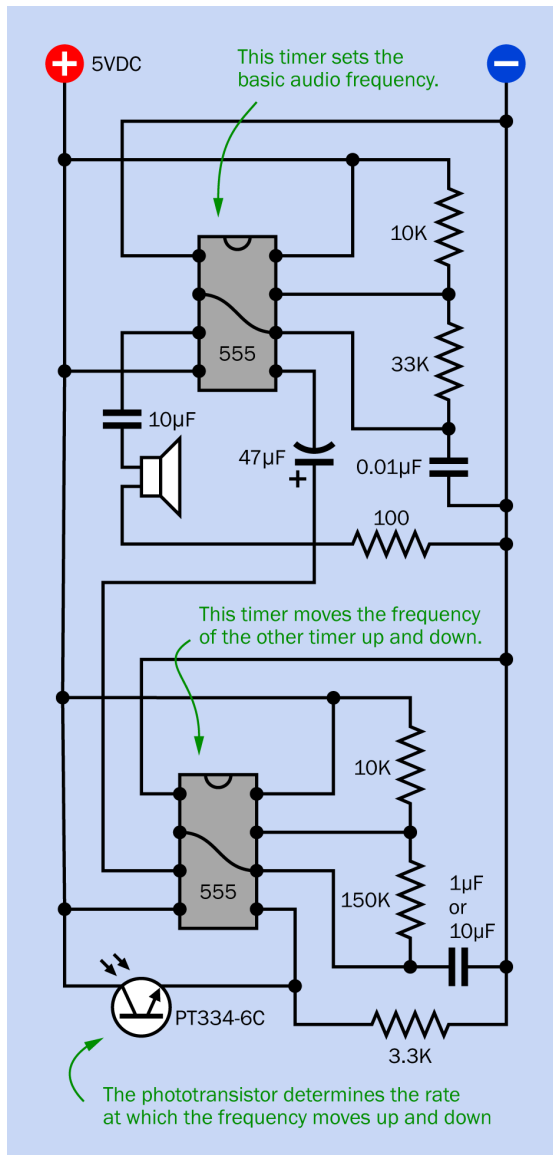 5VDC
This timer sets the
basic audio frequency.
10K
555
33K
10µF
47µF
+
0.01µF
100
This timer moves the frequency
of the other timer up and down.
10K
555
150K
1µF
or
10µF
PT334-6C
3.3K
The phototransistor determines the rate
at which the frequency moves up and down